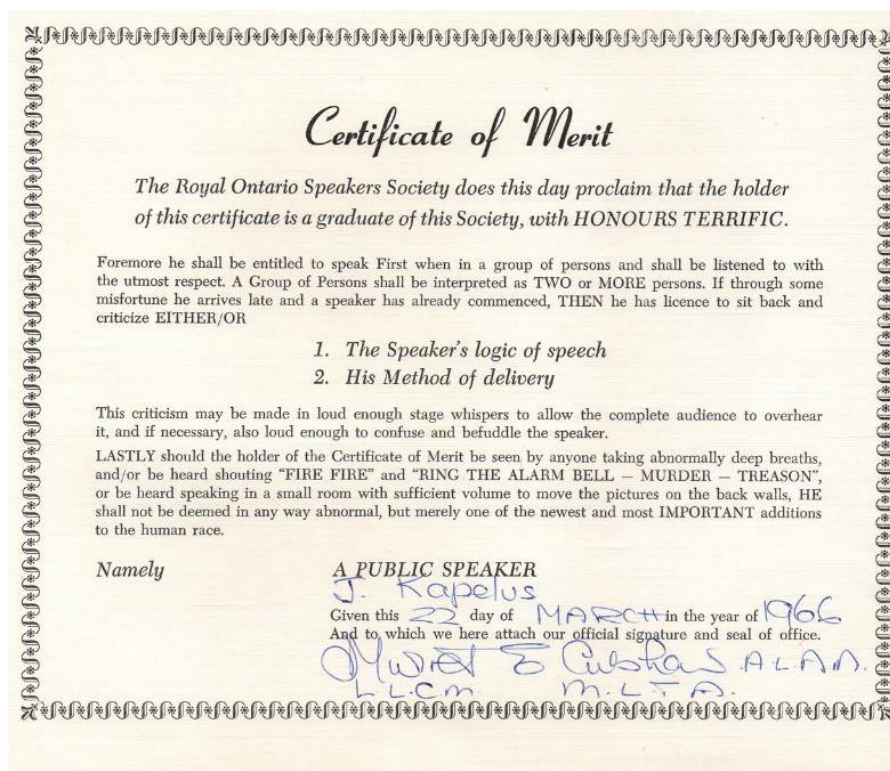 Certificate of Merit
The Royal Ontario Speakers Society does this day proclaim that the holder
of this certificate is a graduate of this Society, with HONOURS TERRIFIC.
Foremore he shall be entitled to speak First when in a group of persons and shall be listened to with
the utmost respect. A Group of Persons shall be interpreted as TWO or MORE persons. If through some
misfortune he arrives late and a speaker has already commenced, THEN he has licence to sit back and
criticize EITHER/OR
1. The Speaker's logic of speech
2. His Method of delivery
This criticism may be made in loud enough stage whispers to allow the complete audience to overhear
it, and if necessary, also loud enough to confuse and befuddle the speaker.
LASTLY should the holder of the Certificate of Merit be seen by anyone taking abnormally deep breaths,
and/or be heard shouting “FIRE FIRE” and “RING THE ALARM BELL — MURDER — TREASON”,
or be heard speaking in a small room with sufficient volume to move the pictures on the back walls, HE
shall not be deemed in any way abnormal, but merely one of the newest and most IMPORTANT additions
to the human race.
Namely A PUBLIC SPEAKER
J. Kapelus
Given this 22 day of MARCH in the year of 1966
And to which we here attach our official signature and seal of office.
E
L.L.C.M. M.L.T.A.